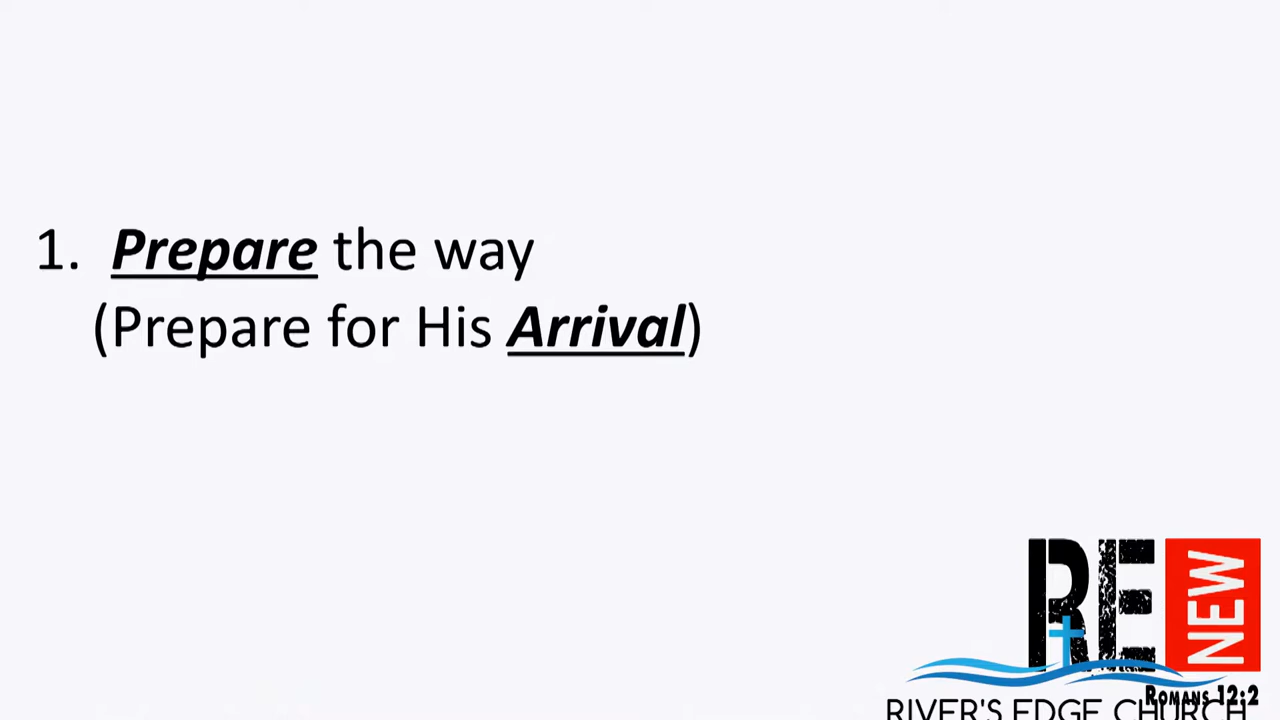 1. Prepare the way
(Prepare for His Arrival)
RE NEW
ROMANS 12:2
RIVER'S EDGE CHURCH